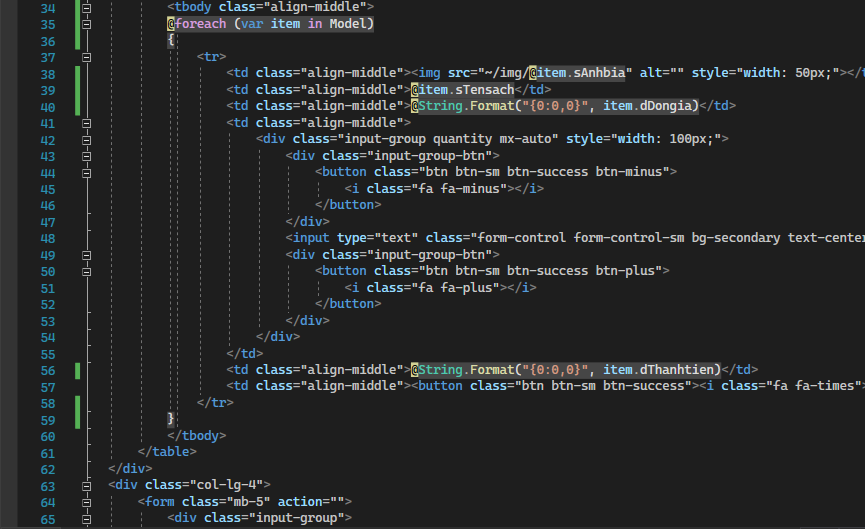 34 <tbody class="align-middle">
35 @foreach (var item in Model)
36 {
37 <tr>
38 <td class="align-middle"><img src="~/img/@item.sAnhbia" alt="" style="width: 50px;"></t
39 <td class="align-middle">@item.sTensach</td>
40 <td class="align-middle">@String.Format("{0:0,0}", item.dDongia)</td>
41 <td class="align-middle">
42 <div class="input-group quantity mx-auto" style="width: 100px;">
43 <div class="input-group-btn">
44 <button class="btn btn-sm btn-success btn-minus">
45 <i class="fa fa-minus"></i>
46 </button>
47 </div>
48 <input type="text" class="form-control form-control-sm bg-secondary text-center
49 <div class="input-group-btn">
50 <button class="btn btn-sm btn-success btn-plus">
51 <i class="fa fa-plus"></i>
52 </button>
53 </div>
54 </div>
55 </td>
56 <td class="align-middle">@String.Format("{0:0,0}", item.dThanhtien)</td>
57 <td class="align-middle"><button class="btn btn-sm btn-success"><i class="fa fa-times">
58 </tr>
59 }
60 </tbody>
61 </table>
62 </div>
63 <div class="col-lg-4">
64 <form class="mb-5" action="">
65 <div class="input-group">